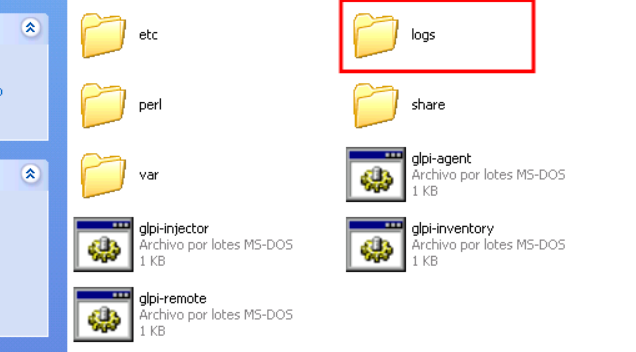 etc
logs
perl
share
var
glpi-agent
Archivo por lotes MS-DOS
1 KB
glpi-injector
Archivo por lotes MS-DOS
1 KB
glpi-inventory
Archivo por lotes MS-DOS
1 KB
glpi-remote
Archivo por lotes MS-DOS
1 KB